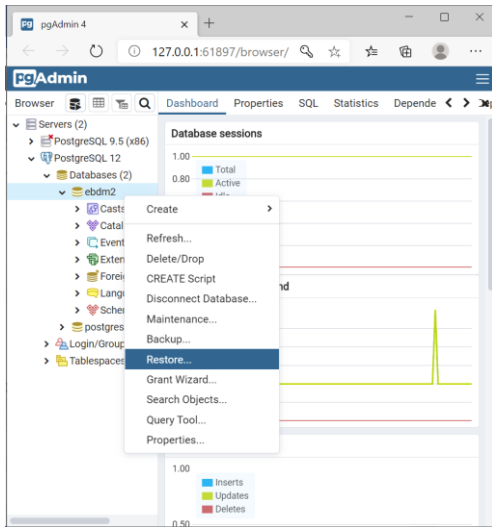 pgAdmin 4
127.0.0.1:61897/browser/
pgAdmin
Browser
Dashboard Properties SQL Statistics Depende
Servers (2)
PostgreSQL 9.5 (x86)
PostgreSQL 12
Databases (2)
ebdm2
Casts
Catal
Event
Exten
Forei
Langu
Schem
postgres
Login/Group
Tablespaces
Create
Refresh...
Delete/Drop
CREATE Script
Disconnect Database...
Maintenance...
Backup...
Restore...
Grant Wizard...
Search Objects...
Query Tool...
Properties...
Database sessions
1.00
0.80
Total
Active
nd
1.00
Inserts
Updates
Deletes
0.50